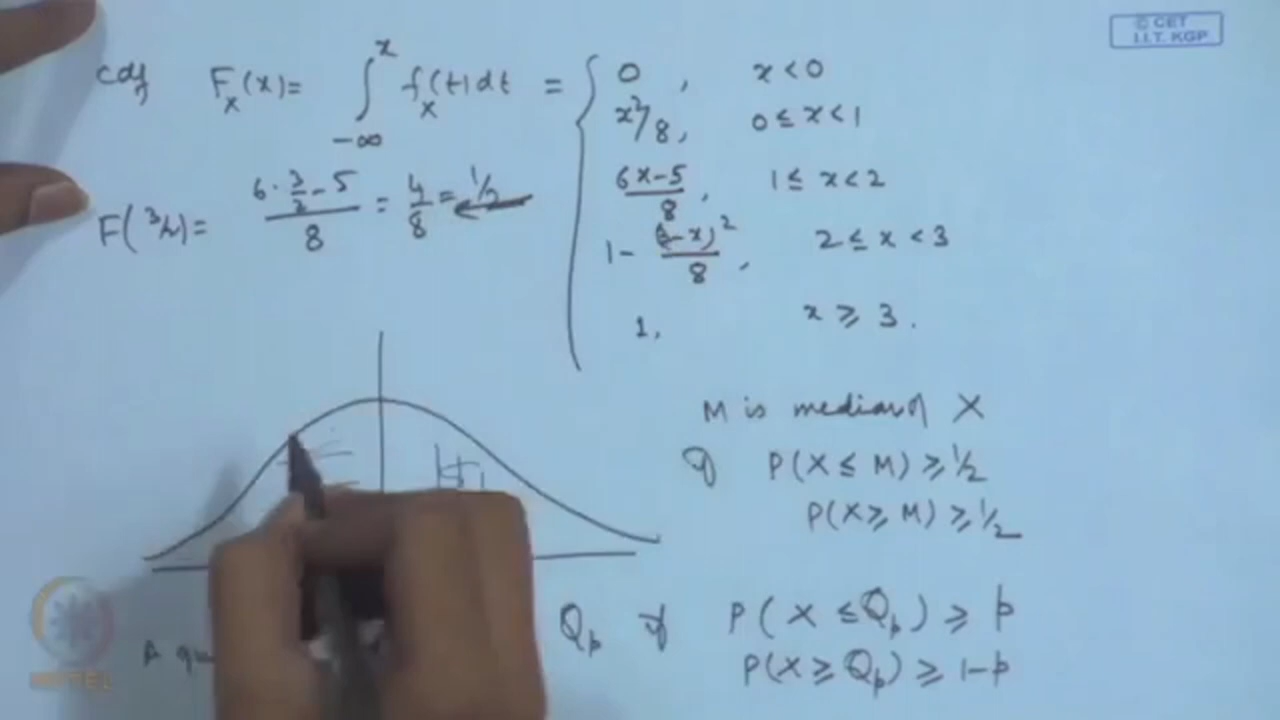 © CET
I.I.T. KGP
cdf F_X(x) = ∫_{-∞}^{x} f_X(t) dt = { 0, x < 0
x²/8, 0 ≤ x < 1
F(3/2) = (6·3/2 - 5)/8 = 4/8 = 1/2
(6x-5)/8, 1 ≤ x < 2
1 - (3-x)²/8, 2 ≤ x < 3
1, x ≥ 3.
M is median of X
if P(X ≤ M) ≥ 1/2
P(X ≥ M) ≥ 1/2
A qu
Q_p if P(X ≤ Q_p) ≥ p
P(X ≥ Q_p) ≥ 1-p
NPTEL